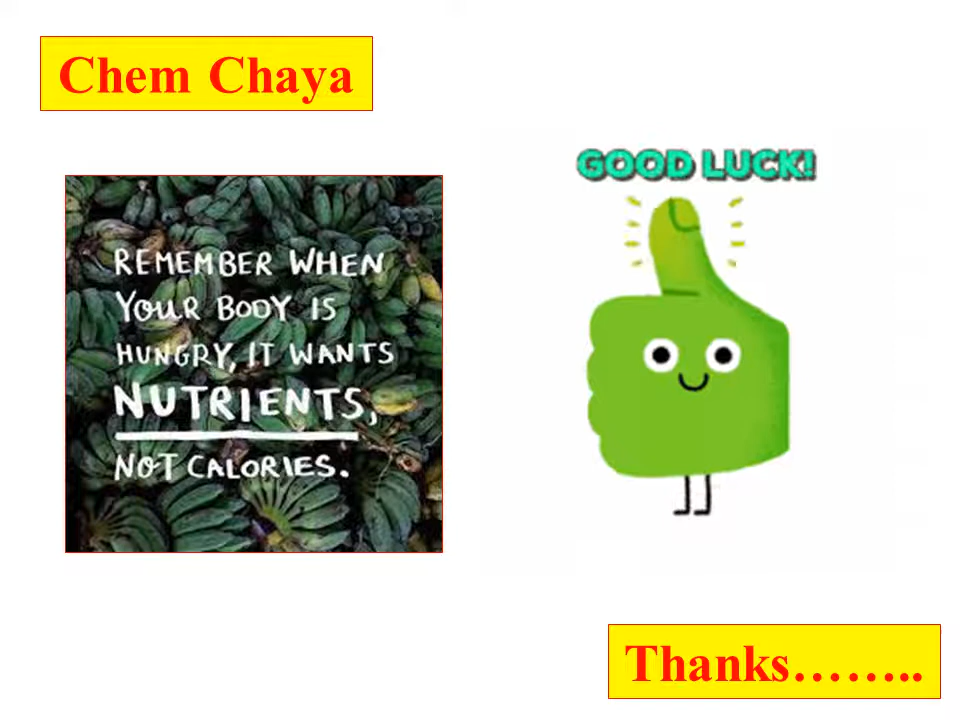 Chem Chaya
GOOD LUCK!
REMEMBER WHEN
YOUR BODY IS
HUNGRY, IT WANTS
NUTRIENTS,
NOT CALORIES.
Thanks……..